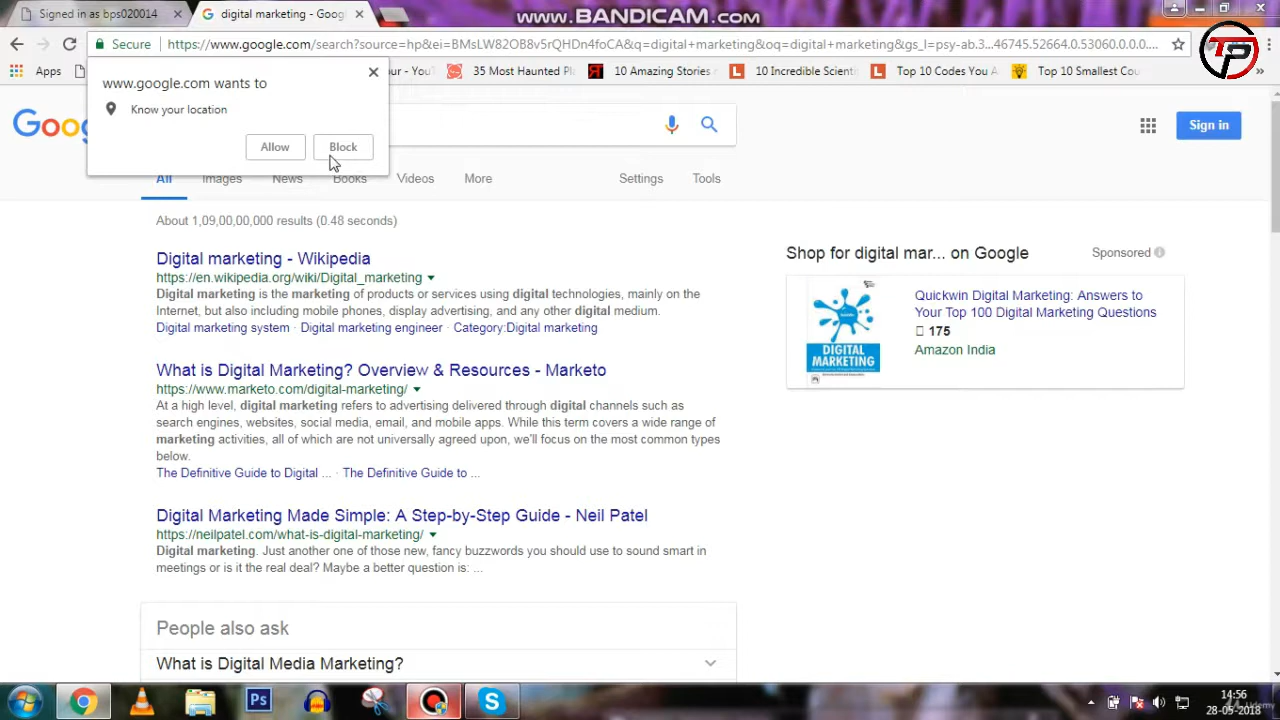 Signed in as bps020014
digital marketing - Goog
www.BANDICAM.com
Secure
https://www.google.com/search?source=hp&ei=BMsLW83
QHDn4foCA&q=digital+marketing&oq=digital+marketing&gs_l=psy-ab.3...46745.52664.0.53060.0.0.0....
Apps
our - YouT
35 Most Haunted Pla
10 Amazing Stories
10 Incredible Scienti
Top 10 Codes You A
Top 10 Smallest Cou
TP
www.google.com wants to
Know your location
Allow
Block
Goog
Sign in
All
Images
News
Books
Videos
More
Settings
Tools
About 1,09,00,00,000 results (0.48 seconds)
Digital marketing - Wikipedia
https://en.wikipedia.org/wiki/Digital_marketing
Digital marketing is the marketing of products or services using digital technologies, mainly on the
Internet, but also including mobile phones, display advertising, and any other digital medium.
Digital marketing system · Digital marketing engineer · Category:Digital marketing
What is Digital Marketing? Overview & Resources - Marketo
https://www.marketo.com/digital-marketing/
At a high level, digital marketing refers to advertising delivered through digital channels such as
search engines, websites, social media, email, and mobile apps. While this term covers a wide range of
marketing activities, all of which are not universally agreed upon, we'll focus on the most common types
below.
The Definitive Guide to Digital ... · The Definitive Guide to ...
Digital Marketing Made Simple: A Step-by-Step Guide - Neil Patel
https://neilpatel.com/what-is-digital-marketing/
Digital marketing. Just another one of those new, fancy buzzwords you should use to sound smart in
meetings or is it the real deal? Maybe a better question is: ...
People also ask
What is Digital Media Marketing?
Shop for digital mar... on Google
Sponsored
DIGITAL
MARKETING
Quickwin Digital Marketing: Answers to
Your Top 100 Digital Marketing Questions
175
Amazon India
Ps
S
14:56
28-05-2018
Udemy